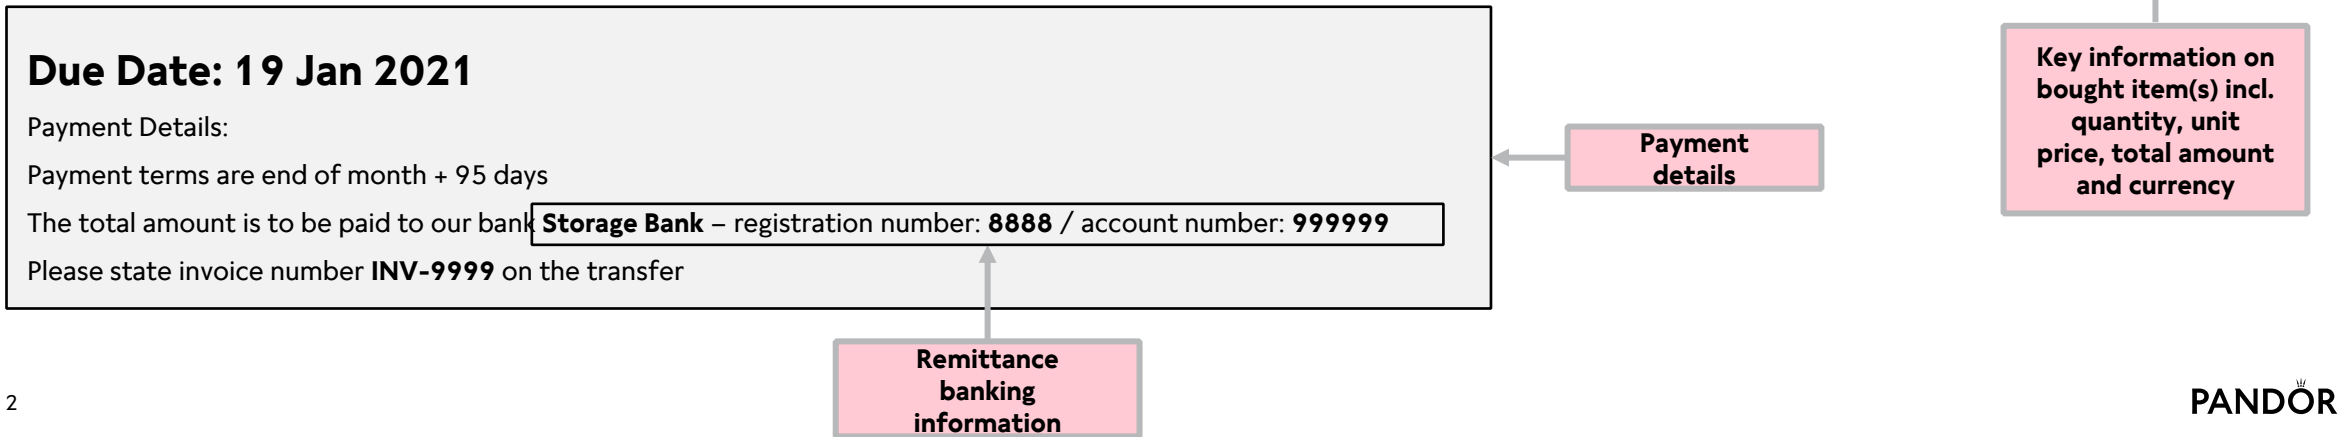 Due Date: 19 Jan 2021
Payment Details:
Payment terms are end of month + 95 days
The total amount is to be paid to our bank Storage Bank – registration number: 8888 / account number: 999999
Please state invoice number INV-9999 on the transfer
Payment
details
Key information on
bought item(s) incl.
quantity, unit
price, total amount
and currency
Remittance
banking
information
2
PANDOR